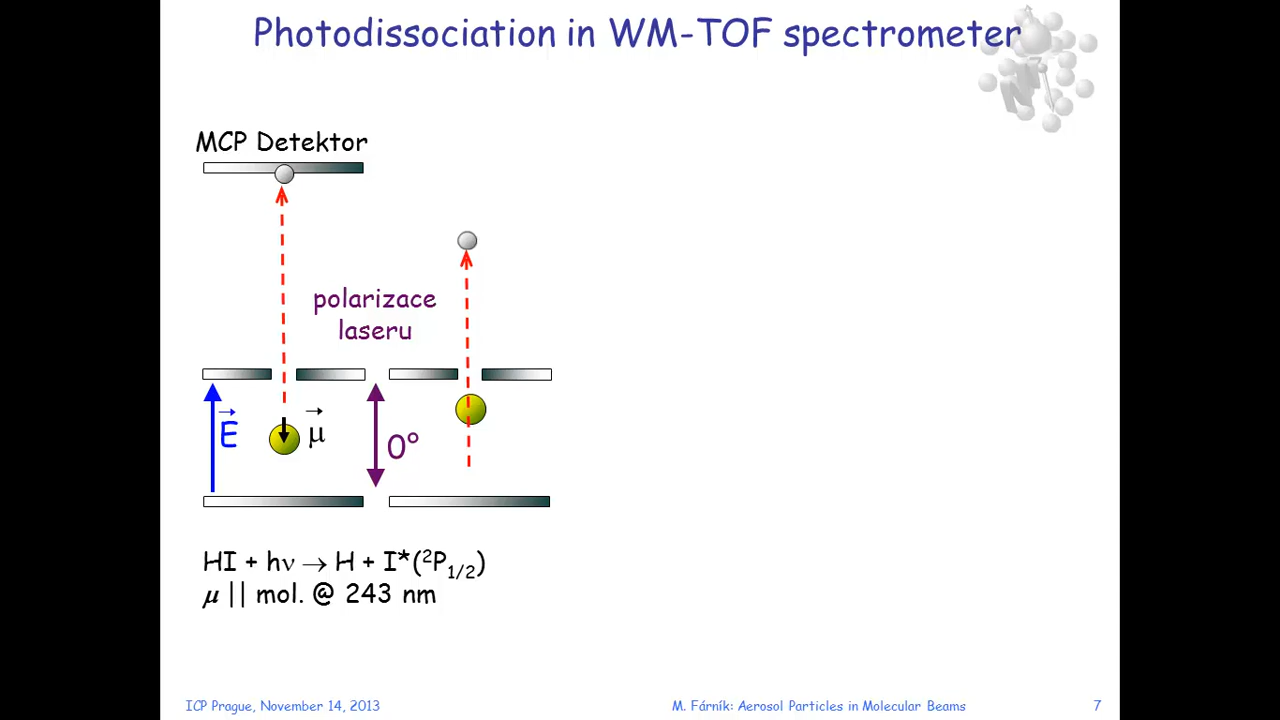 Photodissociation in WM-TOF spectrometer
MCP Detektor
polarizace
laseru
E
μ
0°
HI + hν → H + I*(²P₁/₂)
μ || mol. @ 243 nm
ICP Prague, November 14, 2013
M. Fárník: Aerosol Particles in Molecular Beams
7